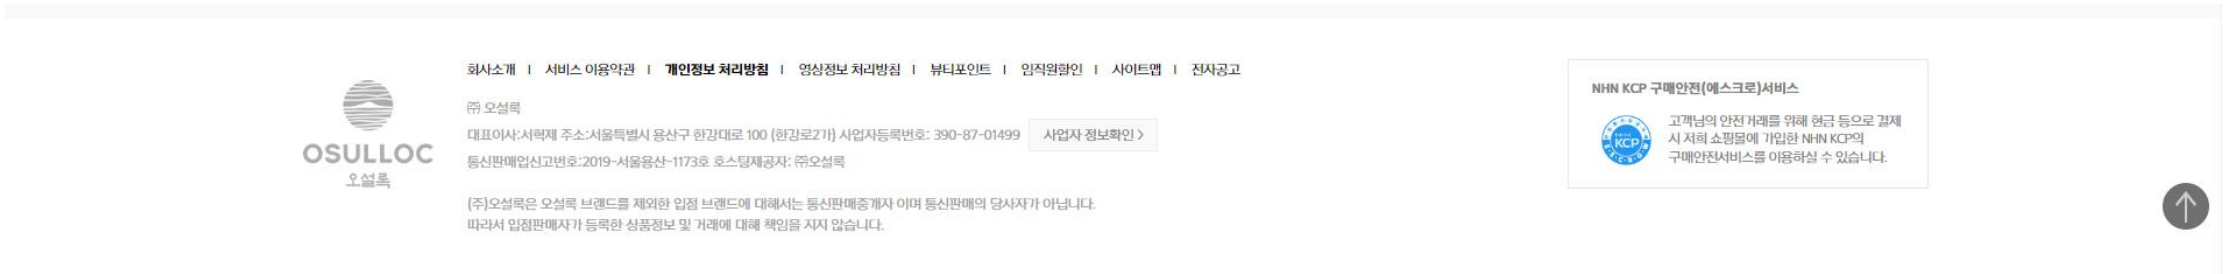 회사소개 | 서비스 이용약관 | 개인정보 처리방침 | 영상정보 처리방침 | 뷰티포인트 | 임직원할인 | 사이트맵 | 전자공고
OSULLOC
오설록
㈜ 오설록
대표이사:서혁제 주소:서울특별시 용산구 한강대로 100 (한강로2가) 사업자등록번호: 390-87-01499 사업자 정보확인 >
통신판매업신고번호:2019-서울용산-1173호 호스팅제공자: ㈜오설록
(주)오설록은 오설록 브랜드를 제외한 입점 브랜드에 대해서는 통신판매중개자 이며 통신판매의 당사자가 아닙니다.
따라서 입점판매자가 등록한 상품정보 및 거래에 대해 책임을 지지 않습니다.
NHN KCP 구매안전(에스크로)서비스
KCP
고객님의 안전거래를 위해 현금 등으로 결제
시 저희 쇼핑몰에 가입한 NHN KCP의
구매안전서비스를 이용하실 수 있습니다.